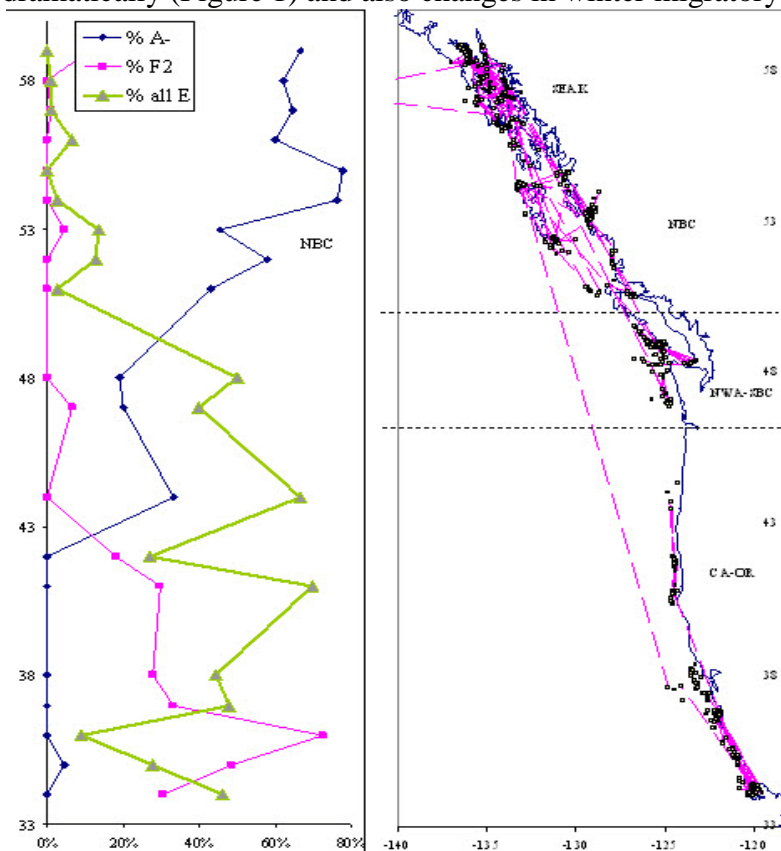 dramatically (Figure 1) and also changes in winter migratory
% A-
% F2
% all E
58
53
48
43
38
33
0%
20%
40%
60%
80%
NBC
SEAK
NBC
NWA-SBC
CA-OR
58
53
48
43
38
33
-140
-135
-130
-125
-120